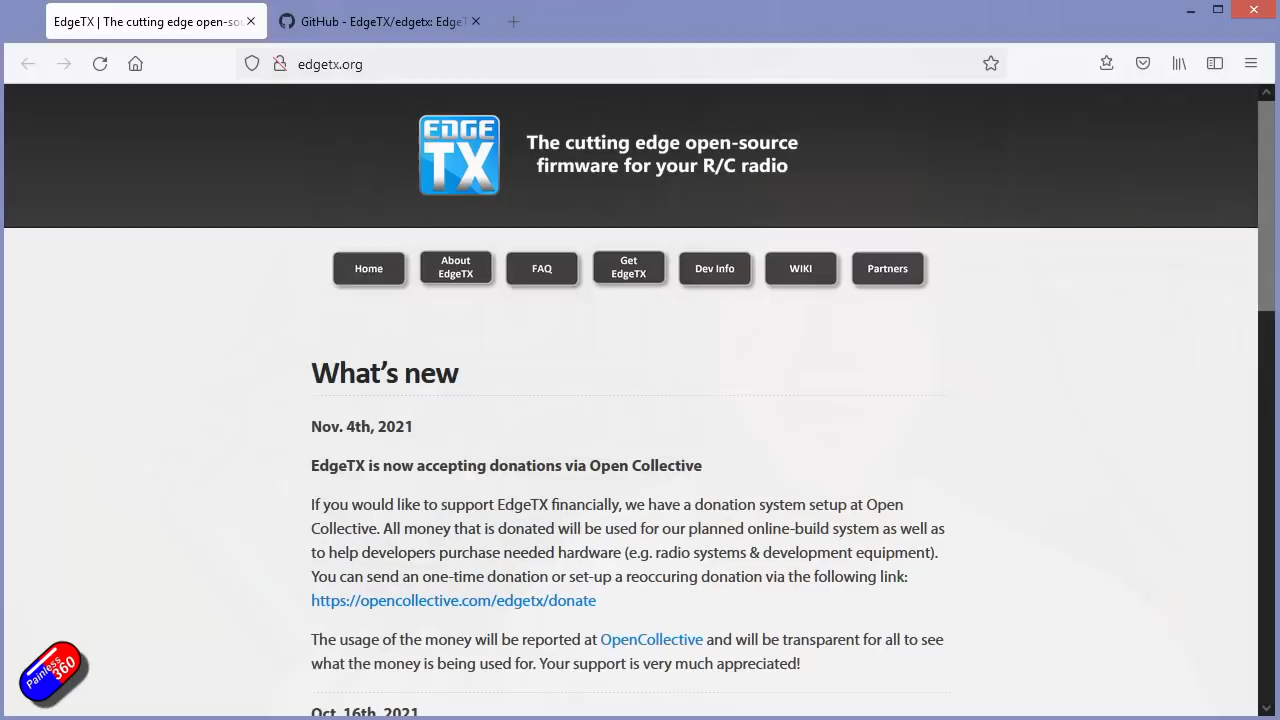 EdgeTX | The cutting edge open-sou
GitHub - EdgeTX/edgetx: EdgeT
edgetx.org
EDGE
TX
The cutting edge open-source
firmware for your R/C radio
Home
About
EdgeTX
FAQ
Get
EdgeTX
Dev Info
WIKI
Partners
What's new
Nov. 4th, 2021
EdgeTX is now accepting donations via Open Collective
If you would like to support EdgeTX financially, we have a donation system setup at Open
Collective. All money that is donated will be used for our planned online-build system as well as
to help developers purchase needed hardware (e.g. radio systems & development equipment).
You can send an one-time donation or set-up a reoccuring donation via the following link:
https://opencollective.com/edgetx/donate
The usage of the money will be reported at OpenCollective and will be transparent for all to see
what the money is being used for. Your support is very much appreciated!
Oct. 16th, 2021
Painless
360